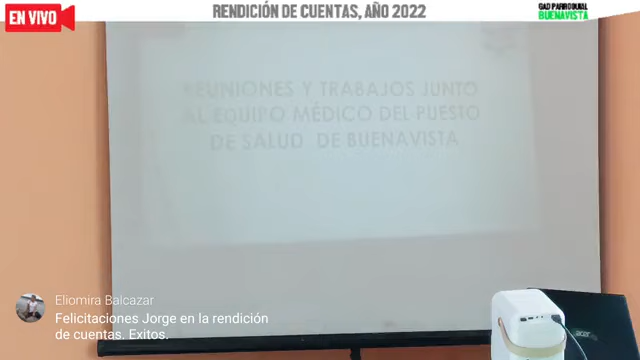 EN VIVO
RENDICIÓN DE CUENTAS, AÑO 2022
GAD PARROQUIAL
BUENAVISTA
REUNIONES Y TRABAJOS JUNTO
AL EQUIPO MÉDICO DEL PUESTO
DE SALUD DE BUENAVISTA
Eliomira Balcazar
Felicitaciones Jorge en la rendición
de cuentas. Exitos.
acer